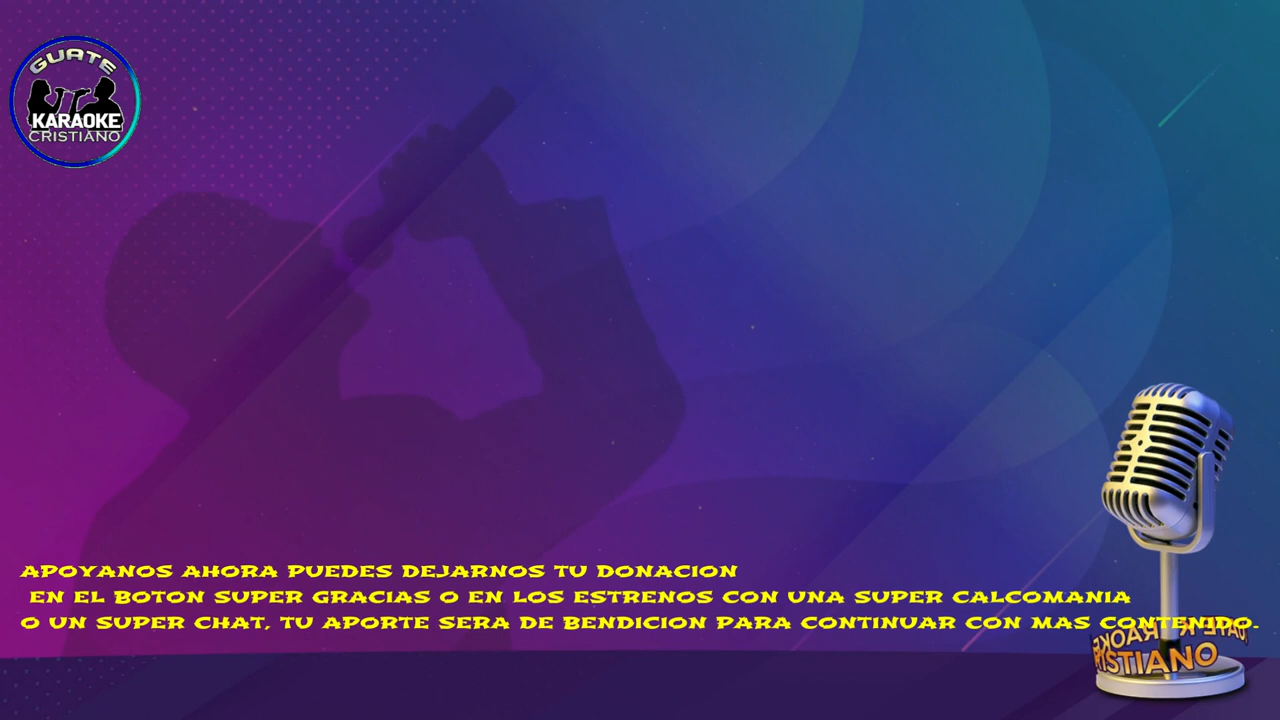 GUATE
KARAOKE
CRISTIANO
APOYANOS AHORA PUEDES DEJARNOS TU DONACION
EN EL BOTON SUPER GRACIAS O EN LOS ESTRENOS CON UNA SUPER CALCOMANIA
O UN SUPER CHAT, TU APORTE SERA DE BENDICION PARA CONTINUAR CON MAS CONTENIDO.